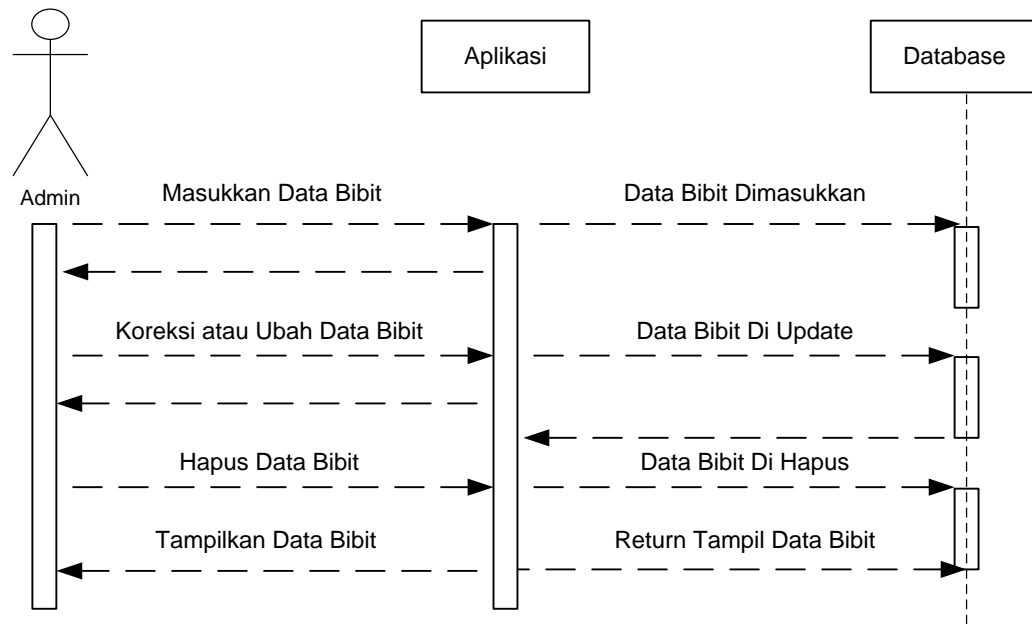 Aplikasi
Database
Admin
Masukkan Data Bibit
Data Bibit Dimasukkan
Koreksi atau Ubah Data Bibit
Data Bibit Di Update
Hapus Data Bibit
Data Bibit Di Hapus
Tampilkan Data Bibit
Return Tampil Data Bibit